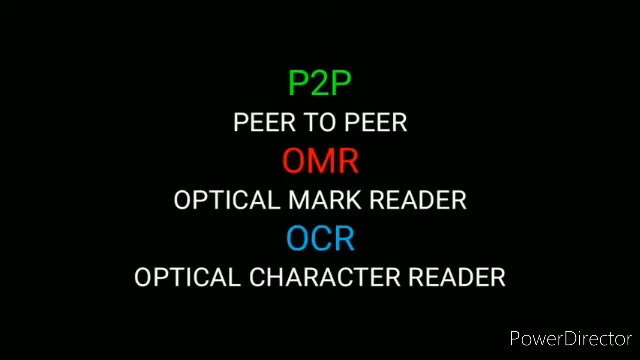 P2P
PEER TO PEER
OMR
OPTICAL MARK READER
OCR
OPTICAL CHARACTER READER
PowerDirector